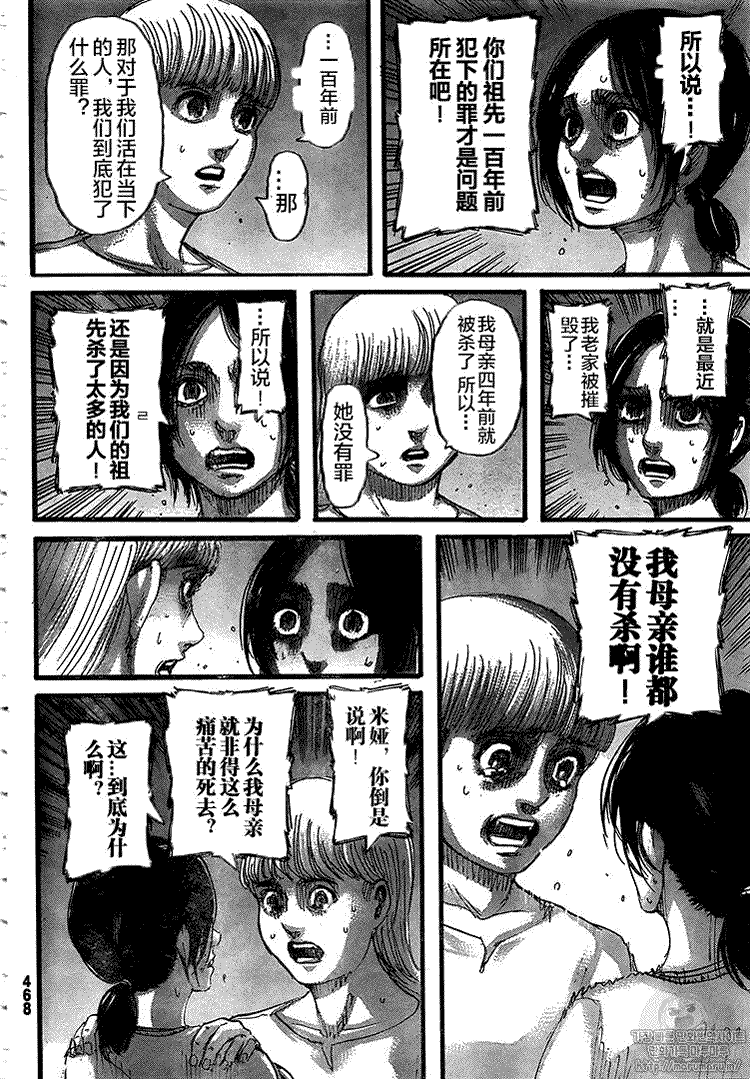 所以说
…！
你们祖先一百年前
犯下的罪才是问题
所在吧！
…一百年前
…那
那对于我们活在当下
的人，我们到底犯了
什么罪？
…就是最近
…
我老家被摧
毁了…
我母亲四年前就
被杀了 所以…
她没有罪
…所以说！
还是因为我们的祖
先杀了太多的人！
我母亲谁都
没有杀啊！
米娅，你倒是
说啊！
为什么我母亲
就非得这么
痛苦的死去？
这…到底为什
么啊？
468
http://marukaruhi/